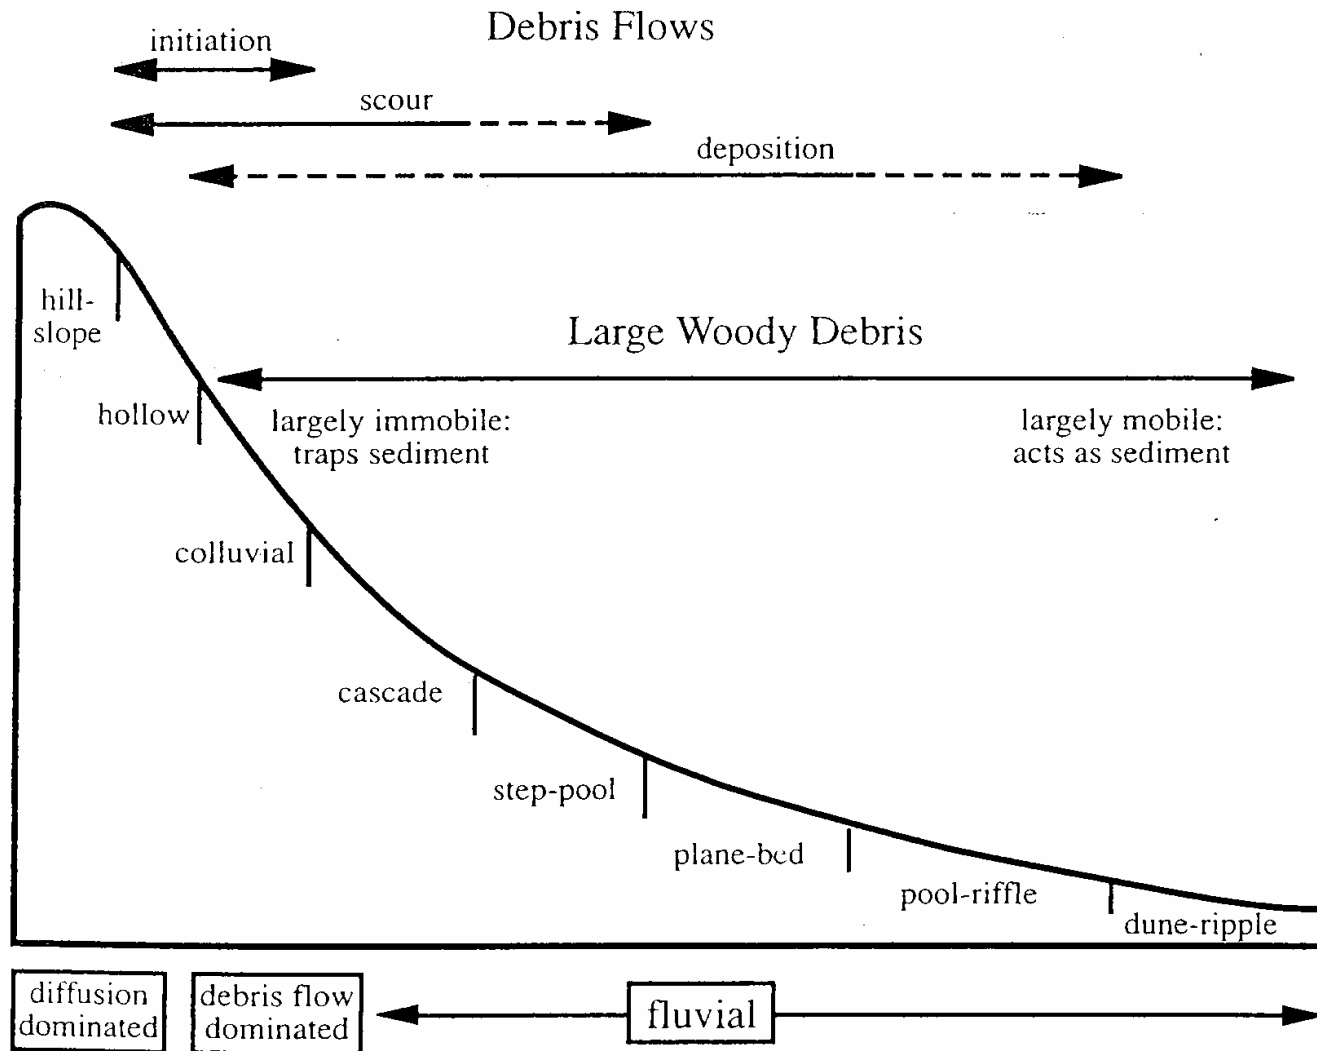 Debris Flows
initiation
scour
deposition
hill-
slope
Large Woody Debris
hollow
largely immobile:
traps sediment
largely mobile:
acts as sediment
colluvial
cascade
step-pool
plane-bed
pool-riffle
dune-ripple
diffusion
dominated
debris flow
dominated
fluvial